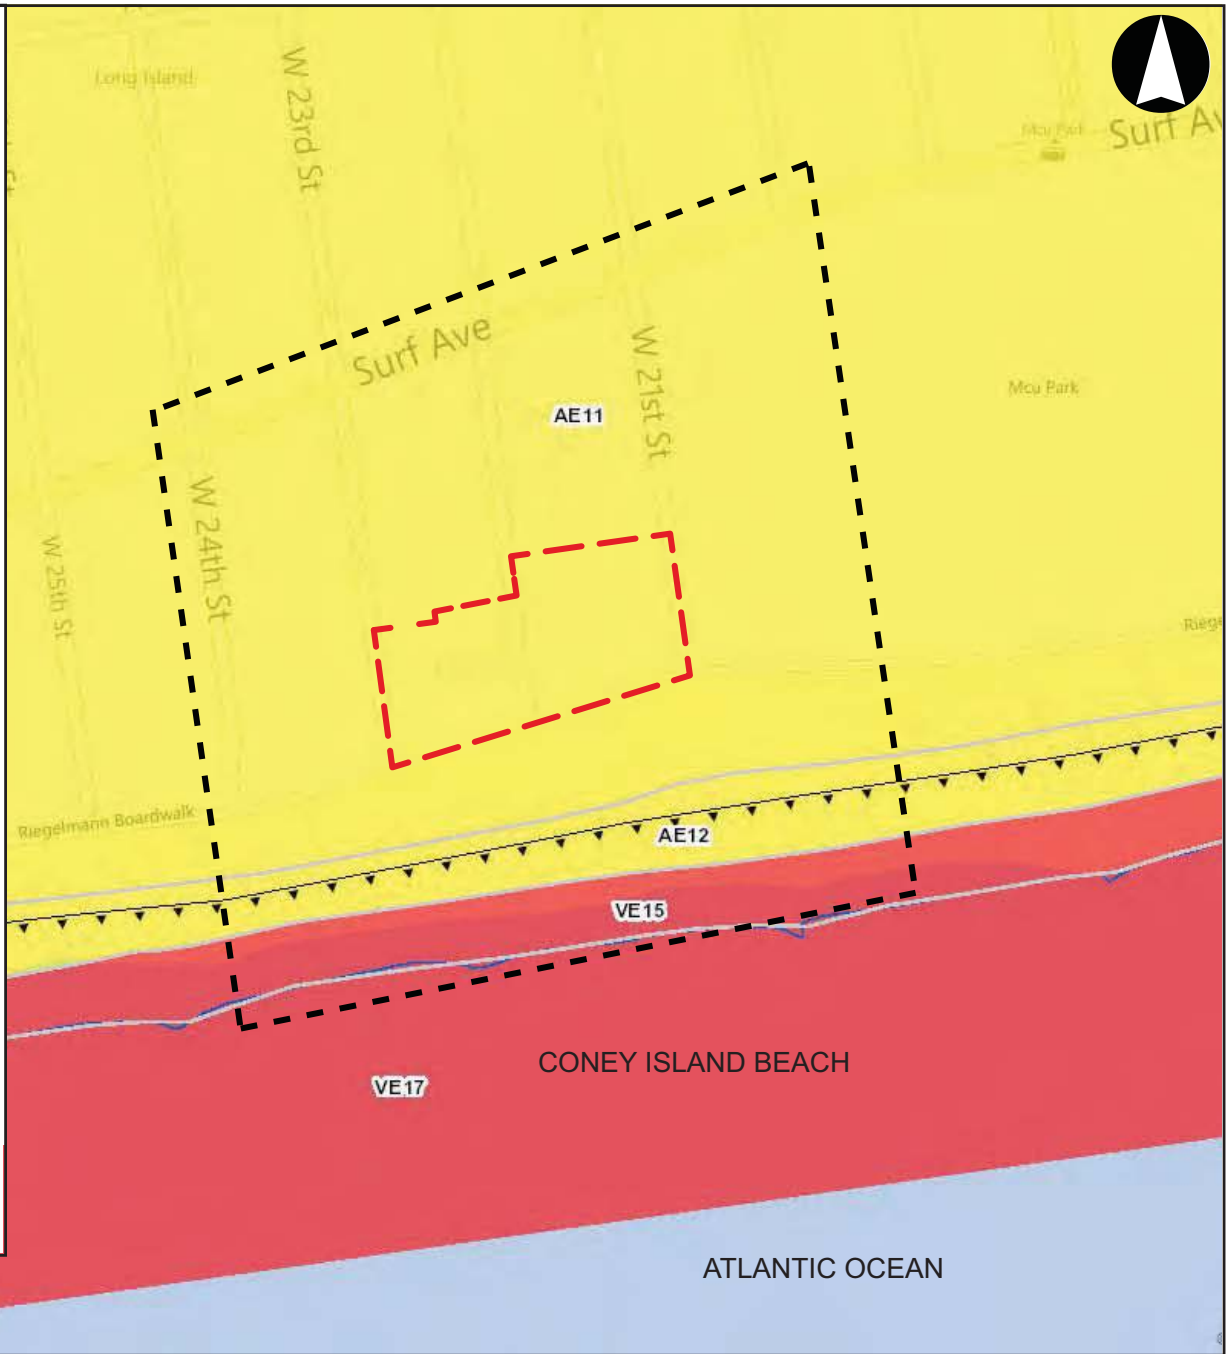 Long Island
W 23rd St
Mcu Park
Surf Av
Surf Ave
W 21st St
Mcu Park
AE11
W 24th St
W 25th St
Riege
Riegelmann Boardwalk
AE12
VE15
CONEY ISLAND BEACH
VE17
ATLANTIC OCEAN